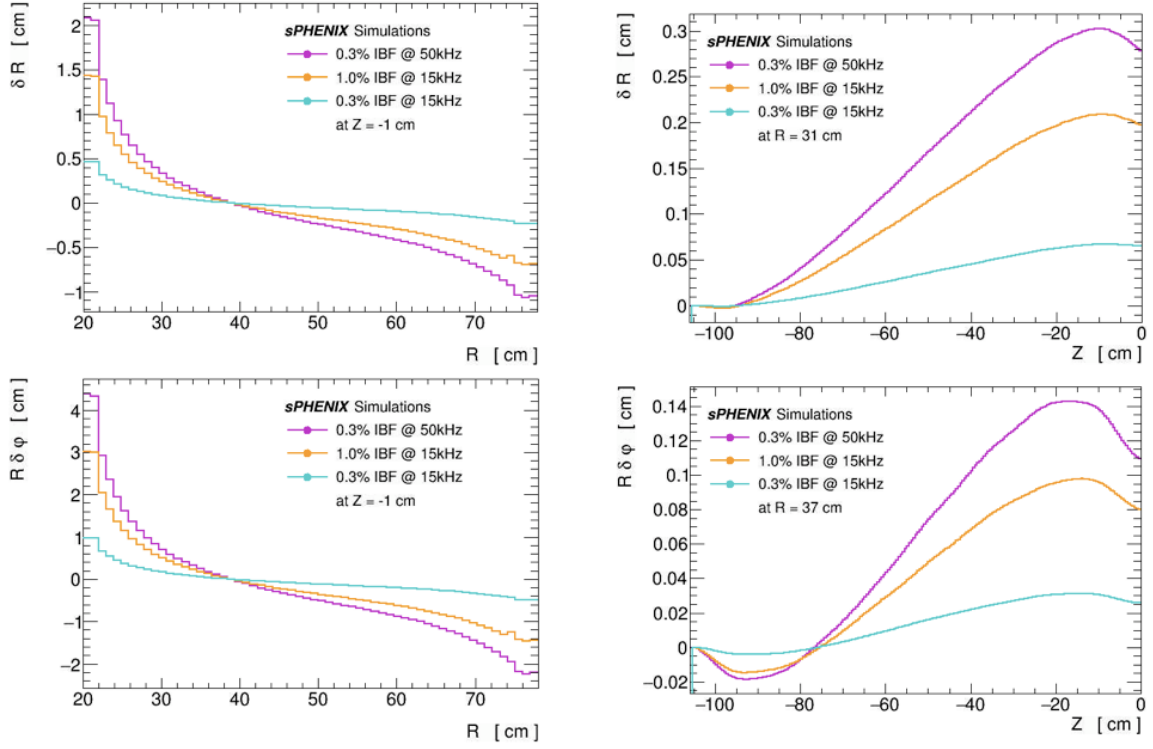 δ R [ cm]
2
1.5
1
0.5
0
−0.5
−1
sPHENIX Simulations
0.3% IBF @ 50kHz
1.0% IBF @ 15kHz
0.3% IBF @ 15kHz
at Z = -1 cm
20 30 40 50 60 70
R [ cm]
δ R [ cm]
0.3
0.25
0.2
0.15
0.1
0.05
0
sPHENIX Simulations
0.3% IBF @ 50kHz
1.0% IBF @ 15kHz
0.3% IBF @ 15kHz
at R = 31 cm
−100 −80 −60 −40 −20 0
Z [ cm]
R δ φ [ cm]
4
3
2
1
0
−1
−2
sPHENIX Simulations
0.3% IBF @ 50kHz
1.0% IBF @ 15kHz
0.3% IBF @ 15kHz
at Z = -1 cm
20 30 40 50 60 70
R [ cm]
R δ φ [ cm]
0.14
0.12
0.1
0.08
0.06
0.04
0.02
0
−0.02
sPHENIX Simulations
0.3% IBF @ 50kHz
1.0% IBF @ 15kHz
0.3% IBF @ 15kHz
at R = 37 cm
−100 −80 −60 −40 −20 0
Z [ cm]